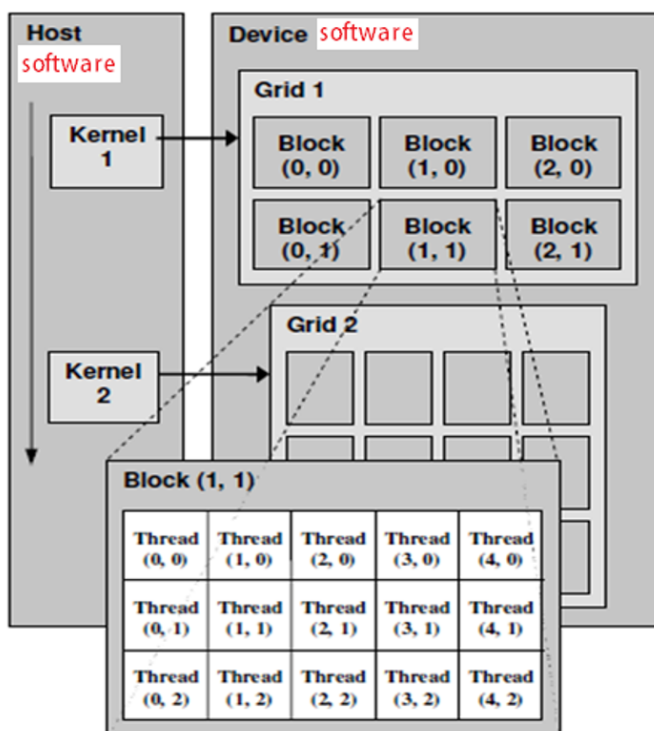 Host
software
Device software
Grid 1
Kernel
1
Block
(0, 0)
Block
(1, 0)
Block
(2, 0)
Block
(0, 1)
Block
(1, 1)
Block
(2, 1)
Grid 2
Kernel
2
Block (1, 1)
Thread
(0, 0)
Thread
(1, 0)
Thread
(2, 0)
Thread
(3, 0)
Thread
(4, 0)
Thread
(0, 1)
Thread
(1, 1)
Thread
(2, 1)
Thread
(3, 1)
Thread
(4, 1)
Thread
(0, 2)
Thread
(1, 2)
Thread
(2, 2)
Thread
(3, 2)
Thread
(4, 2)